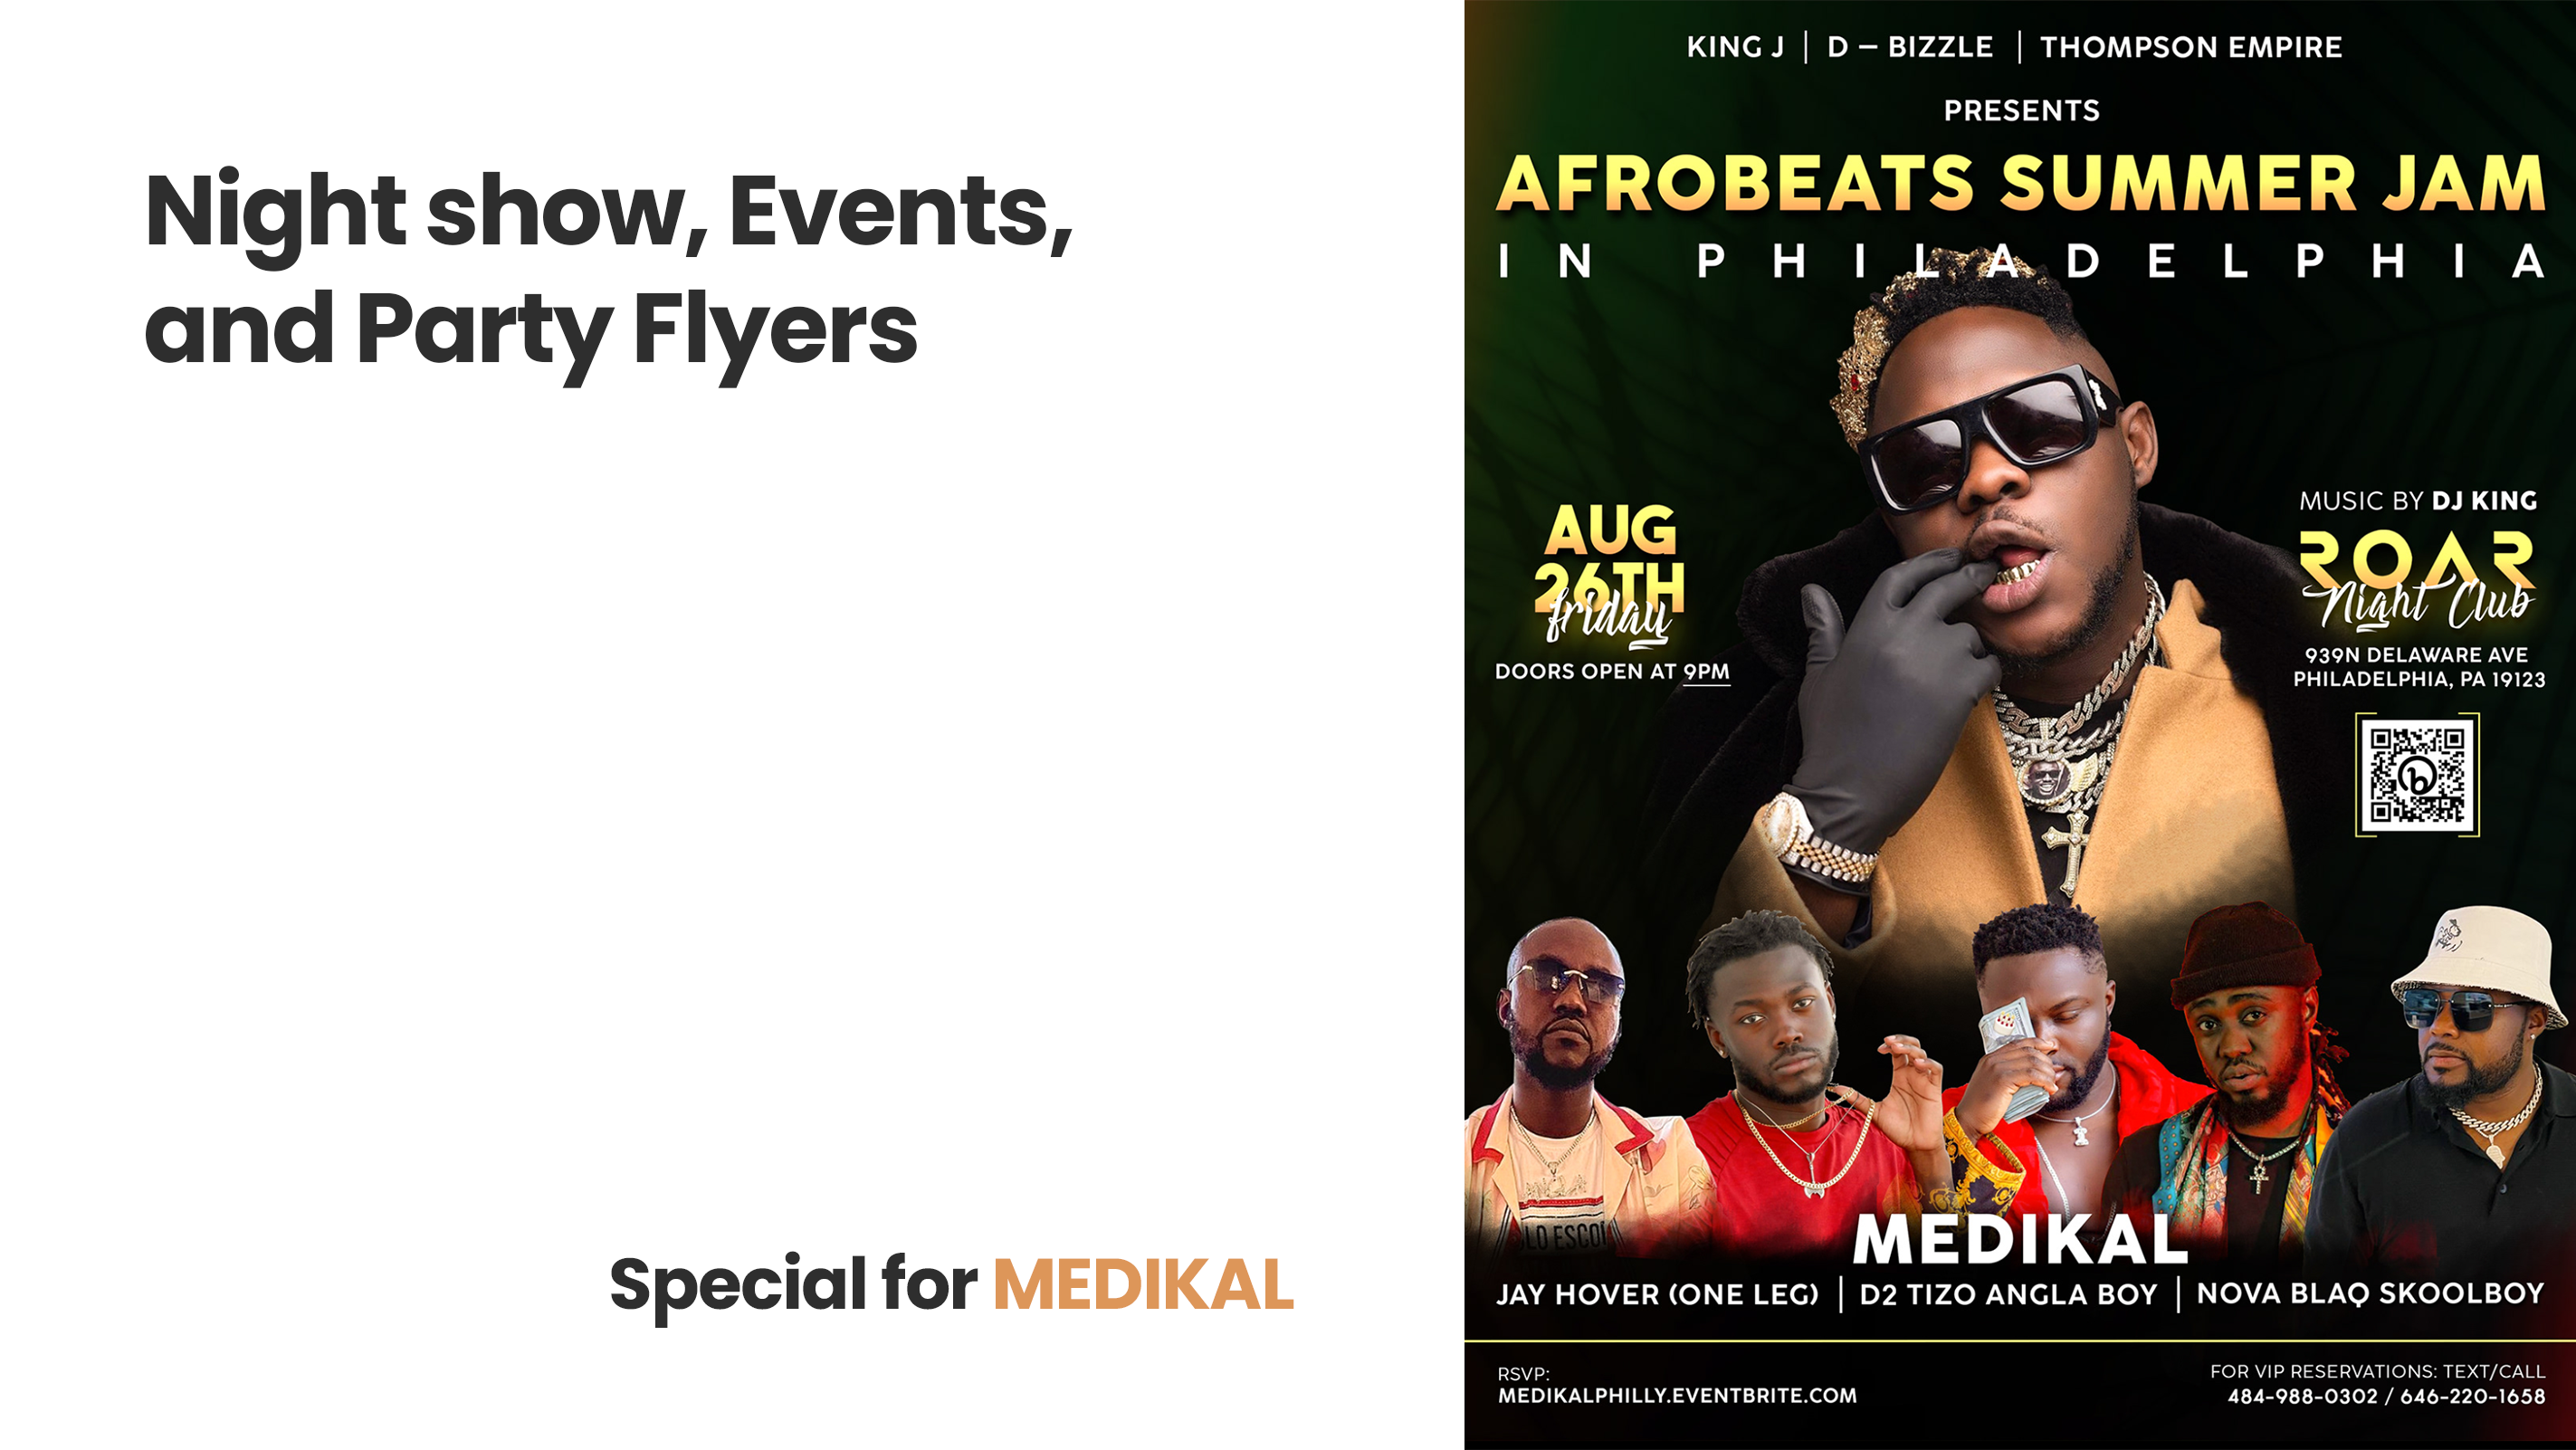 Night show, Events,
and Party Flyers
Special for MEDIKAL
KING J | D – BIZZLE | THOMPSON EMPIRE
PRESENTS
AFROBEATS SUMMER JAM
IN PHILADELPHIA
AUG
26TH
friday
DOORS OPEN AT 9PM
MUSIC BY DJ KING
ROAR
Night Club
939N DELAWARE AVE
PHILADELPHIA, PA 19123
MEDIKAL
JAY HOVER (ONE LEG) | D2 TIZO ANGLA BOY | NOVA BLAQ SKOOLBOY
RSVP:
MEDIKALPHILLY.EVENTBRITE.COM
FOR VIP RESERVATIONS: TEXT/CALL
484-988-0302 / 646-220-1658